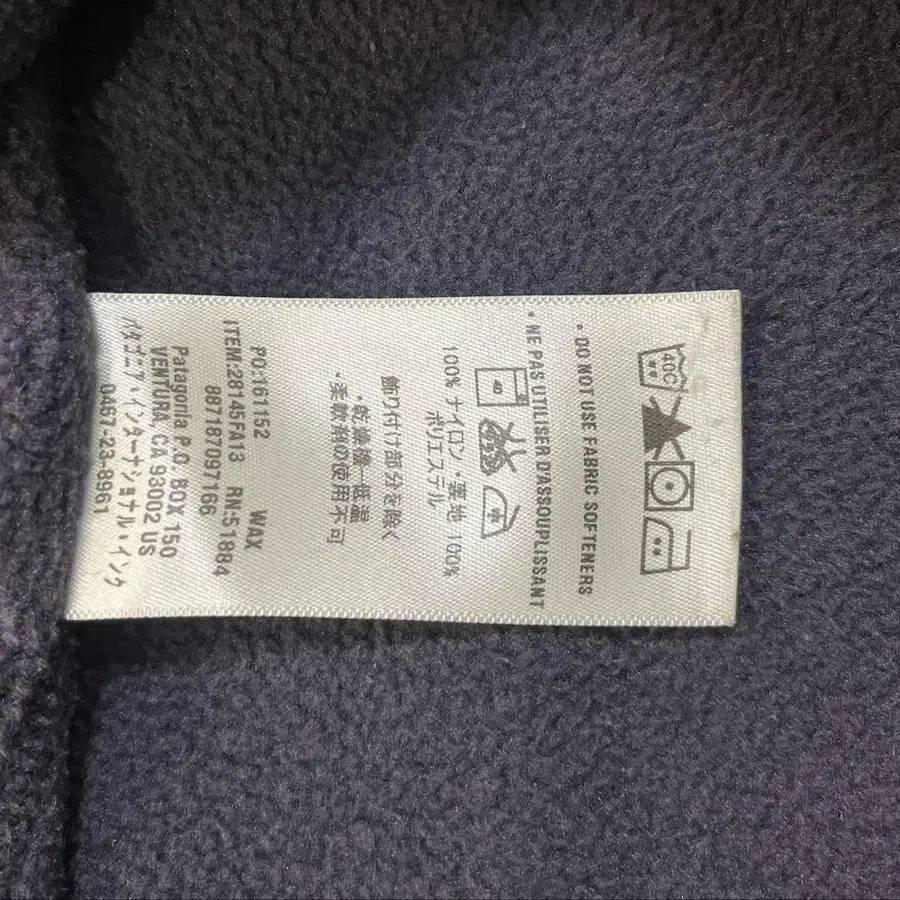 40C
• DO NOT USE FABRIC SOFTENERS
• NE PAS UTILISER D'ASSOUPLISSANT
40 中
100% ナイロン・裏地 100%
ポリエステル
飾り付け部分を除く
・乾燥機-低温
・柔軟剤の使用不可
PO:161152 WAX
ITEM:28145FA13 RN:51884
887187097166
Patagonia P.O. BOX 150
VENTURA, CA 93002 US
パタゴニア・インターナショナル・インク
0467-23-8961